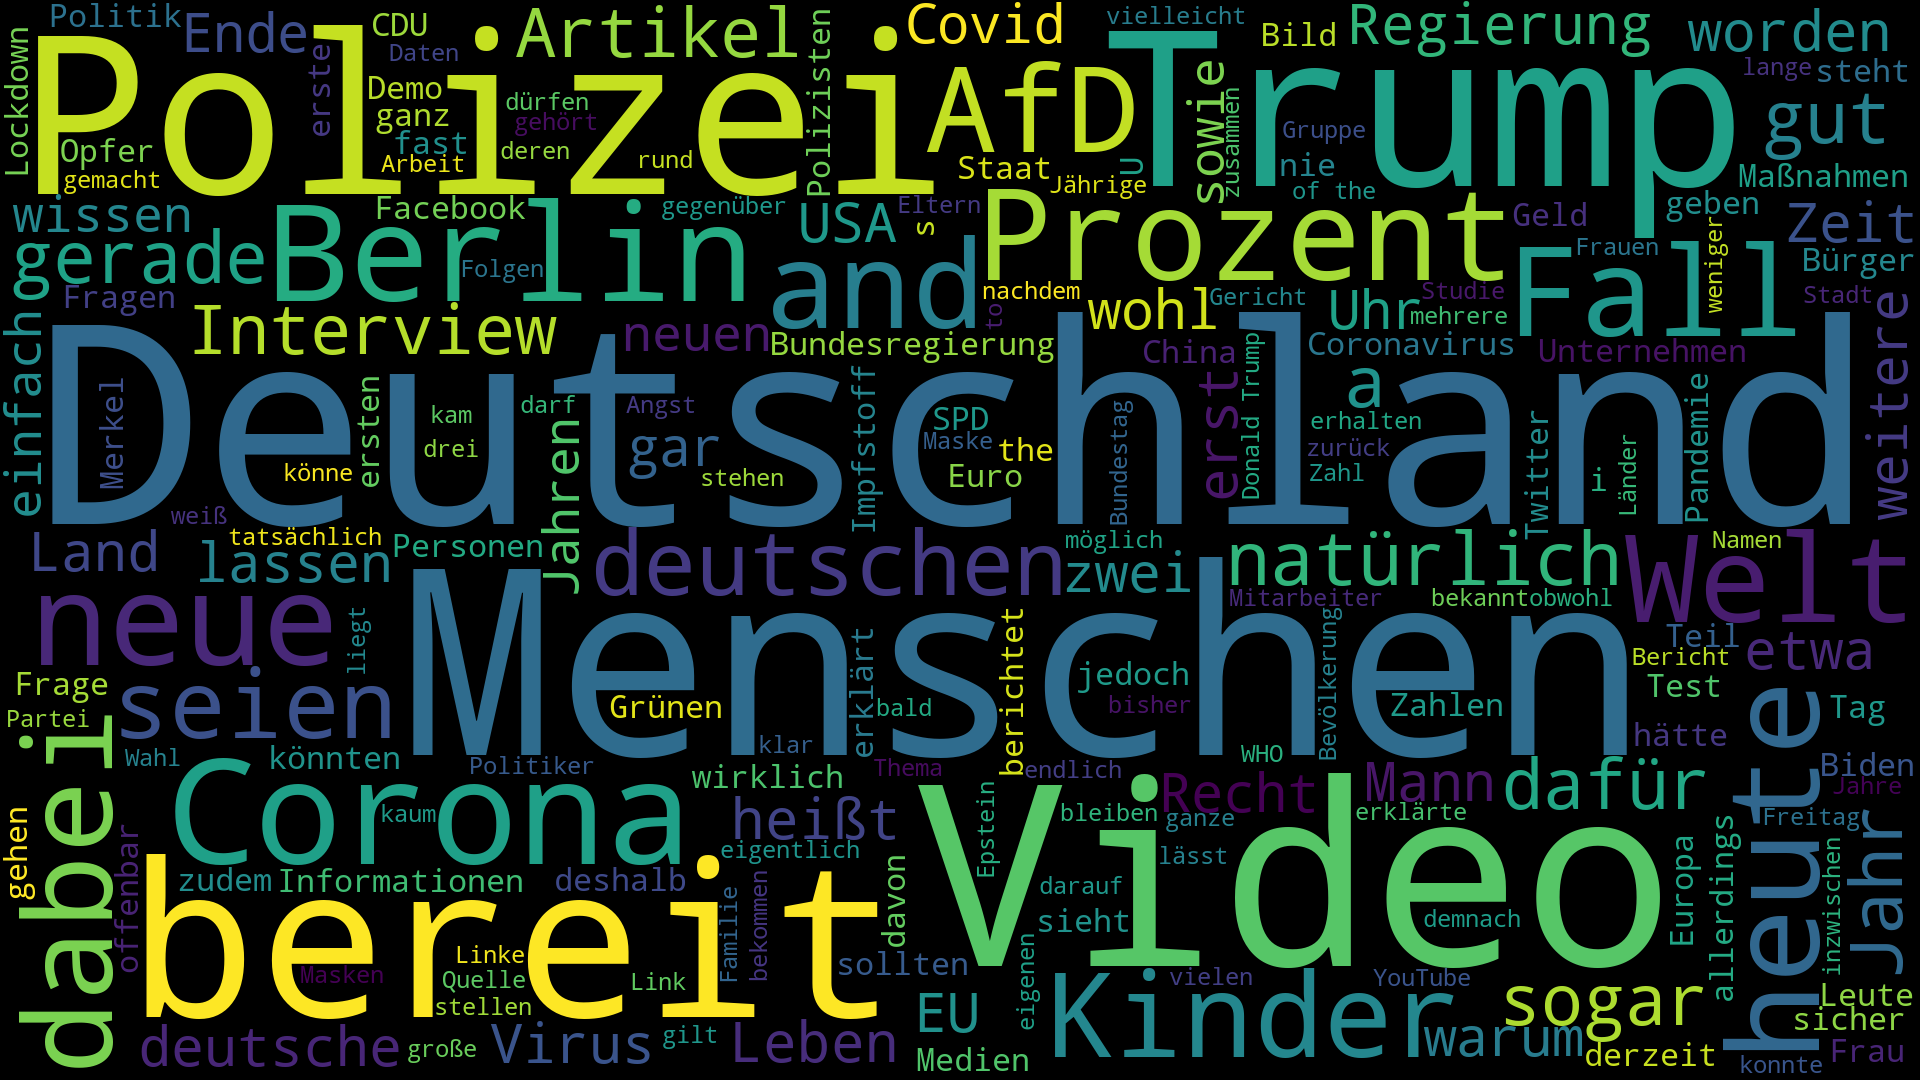 Politik
Ende
CDU
Artikel
Covid
vielleicht
Bild
Regierung
worden
Lockdown
erste
Daten
Polizei
Demo
dürfen
ganz
gehört
fast
deren
Arbeit
rund
Polizisten
AfD
Trump
sowie
zusammen
Gruppe
nie
of the
U
Staat
Jährige
lange
steht
gut
Maßnahmen
Opfer
gemacht
wissen
Facebook
gegenüber
USA
Eltern
s
Prozent
Geld
geben
Zeit
gerade
Berlin
Folgen
and
Fall
Frauen
weniger
Bürger
Fragen
nachdem
to
wohl
Gericht
Uhr
Studie
mehrere
Stadt
einfach
Interview
neuen
Bundesregierung
China
Coronavirus
Unternehmen
weitere
Deutschland
Merkel
könne
ersten
kam
drei
darf
Jahren
Angst
gar
stehen
Impfstoff
SPD
Maske
the
Euro
Bundestag
erst
Donald Trump
a
erhalten
zurück
Zahl
Twitter
i
Länder
Pandemie
weiß
tatsächlich
Land
lassen
Personen
deutschen
möglich
zwei
natürlich
Namen
Welt
neue
liegt
Menschen
Mitarbeiter
bekannt
obwohl
Teil
etwa
Bericht
Test
Frage
seien
Grünen
erklärt
bald
berichtet
jedoch
bisher
Bevölkerung
Zahlen
hätte
Tag
heute
Partei
dabei
Wahl
könnten
Politiker
klar
wirklich
Thema
endlich
WHO
Biden
Jahre
Corona
kaum
heißt
eigentlich
Video
Epstein
bleiben
Recht
ganze
lässt
Mann
erklärte
dafür
Freitag
gehen
offenbar
zudem
Informationen
deshalb
davon
darauf
sieht
demnach
Europa
allerdings
inzwischen
Jahr
bereit
Masken
Linke
Quelle
stellen
Link
Familie
bekommen
sollten
eigenen
vielen
YouTube
sogar
Leute
sicher
deutsche
große
Virus
gilt
Leben
EU
Medien
Kinder
warum
derzeit
konnte
Frau